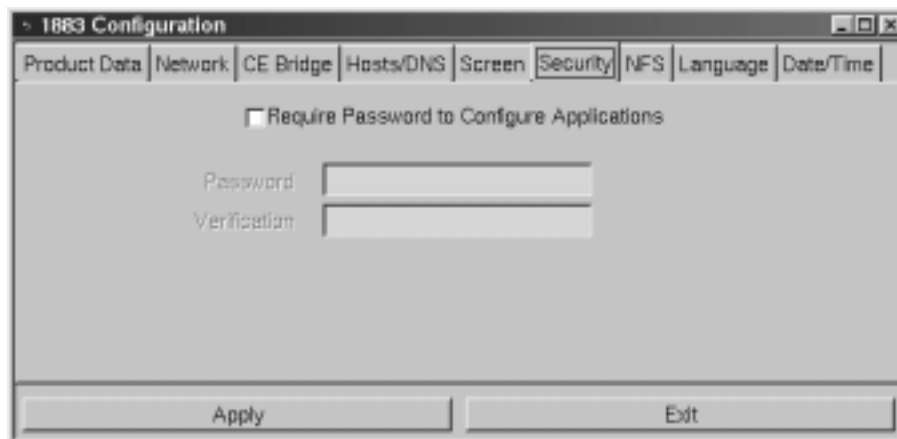 1883 Configuration
Product Data Network CE Bridge Hosts/DNS Screen Security NFS Language Date/Time
Require Password to Configure Applications
Password
Verification
Apply Exit